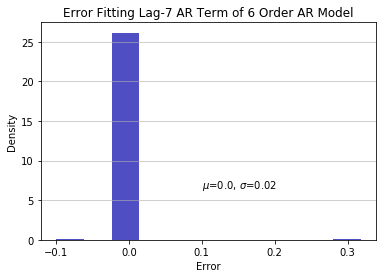 Error Fitting Lag-7 AR Term of 6 Order AR Model
Density
25
20
15
10
5
0
μ=0.0, σ=0.02
−0.1 0.0 0.1 0.2 0.3
Error